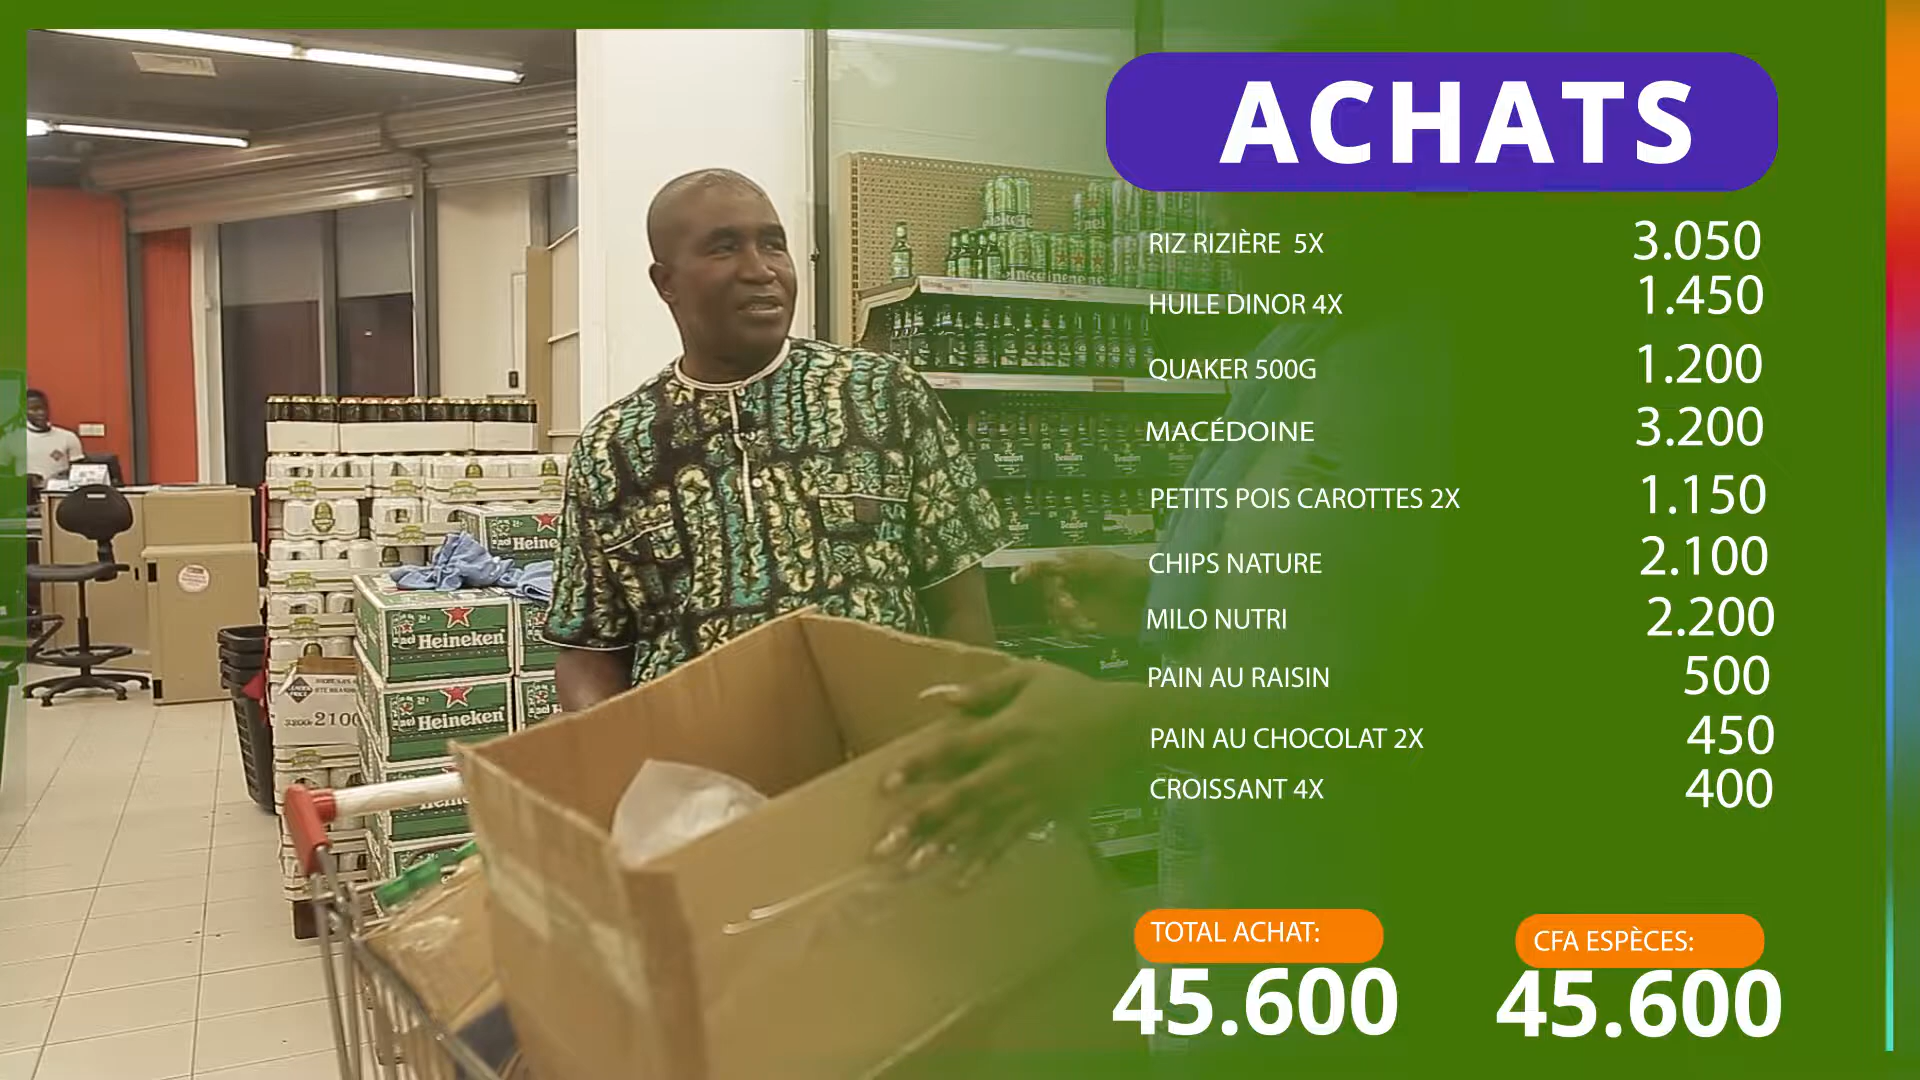 ACHATS
RIZ RIZIÈRE 5X 3.050
HUILE DINOR 4X 1.450
QUAKER 500G 1.200
MACÉDOINE 3.200
PETITS POIS CAROTTES 2X 1.150
CHIPS NATURE 2.100
MILO NUTRI 2.200
PAIN AU RAISIN 500
PAIN AU CHOCOLAT 2X 450
CROISSANT 4X 400
TOTAL ACHAT: CFA ESPÈCES:
45.600 45.600
Heineken
Heineken
2100
Beaufort